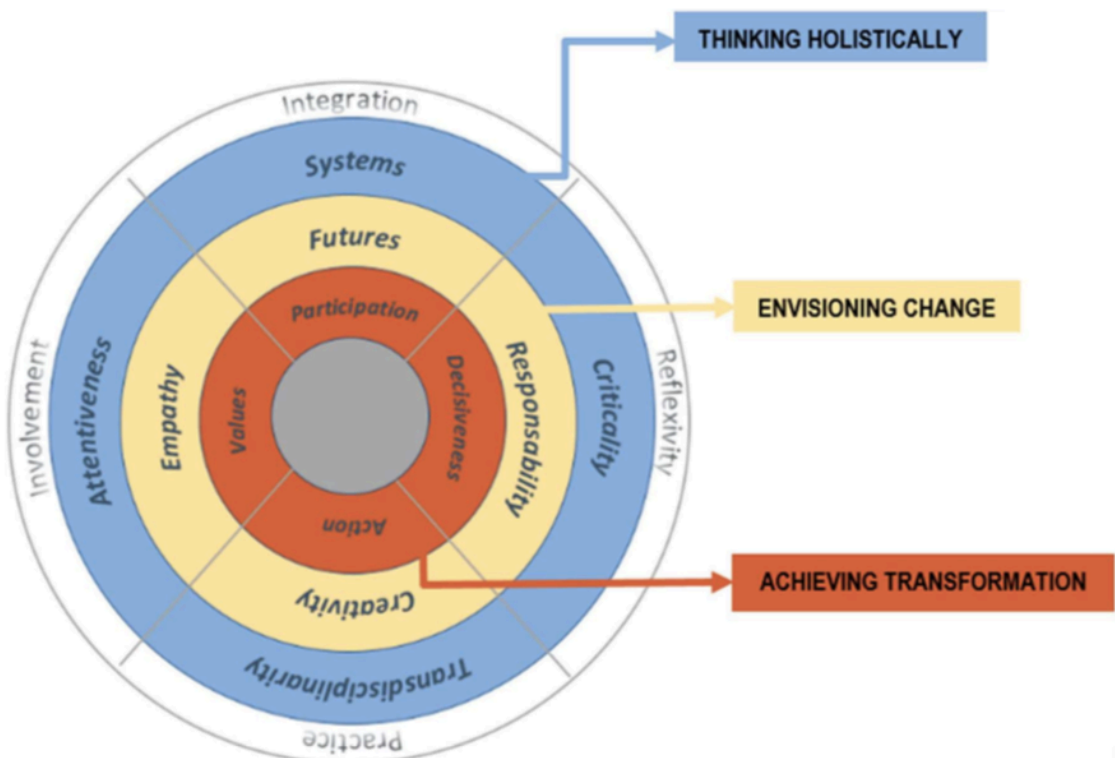 THINKING HOLISTICALLY
Integration
Systems
Futures
Participation
ENVISIONING CHANGE
Involvement
Attentiveness
Empathy
Values
Decisiveness
Responsability
Criticality
Reflexivity
Action
Creativity
ACHIEVING TRANSFORMATION
Transdisciplinarity
Practice